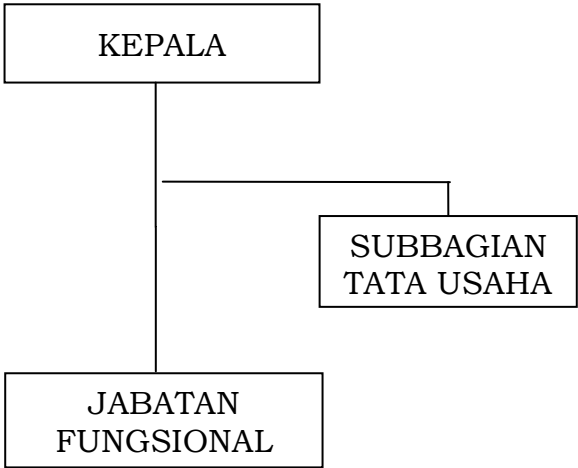 KEPALA
SUBBAGIAN
TATA USAHA
JABATAN
FUNGSIONAL